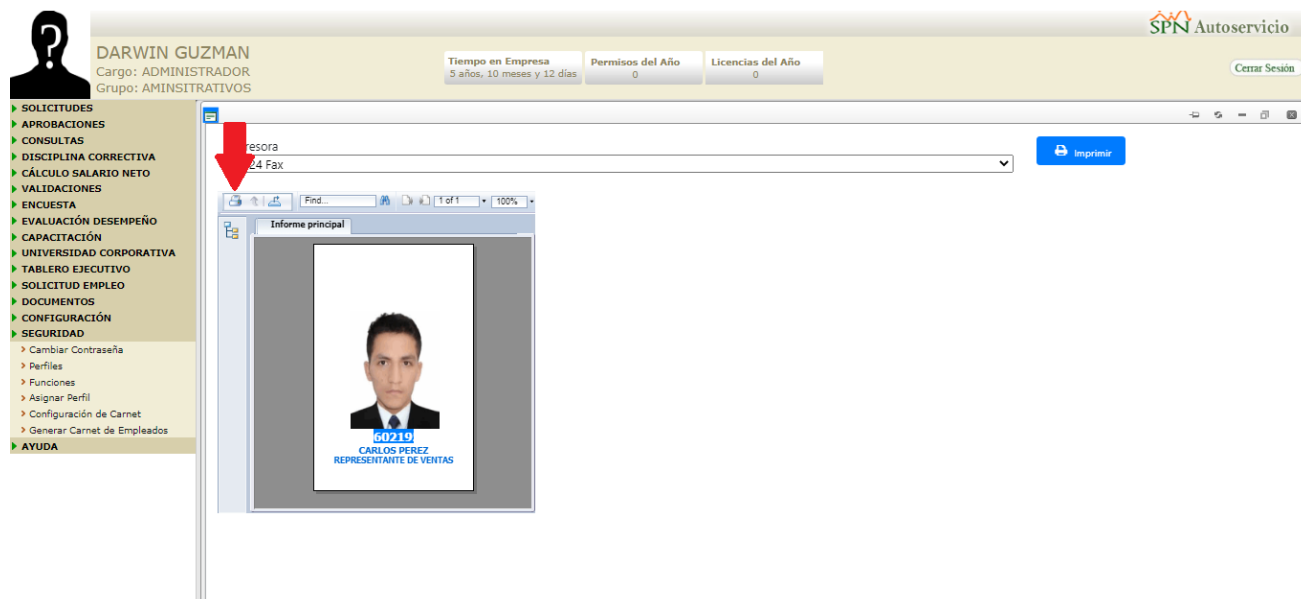 SPN Autoservicio
DARWIN GUZMAN
Cargo: ADMINISTRADOR
Grupo: AMINSITRATIVOS
Tiempo en Empresa
5 años, 10 meses y 12 días
Permisos del Año
0
Licencias del Año
0
Cerrar Sesión
SOLICITUDES
APROBACIONES
CONSULTAS
DISCIPLINA CORRECTIVA
CÁLCULO SALARIO NETO
VALIDACIONES
ENCUESTA
EVALUACIÓN DESEMPEÑO
CAPACITACIÓN
UNIVERSIDAD CORPORATIVA
TABLERO EJECUTIVO
SOLICITUD EMPLEO
DOCUMENTOS
CONFIGURACIÓN
SEGURIDAD
Cambiar Contraseña
Perfiles
Funciones
Asignar Perfil
Configuración de Carnet
Generar Carnet de Empleados
AYUDA
resora
24 Fax
Imprimir
Find...
1 of 1
100%
Informe principal
60219
CARLOS PEREZ
REPRESENTANTE DE VENTAS